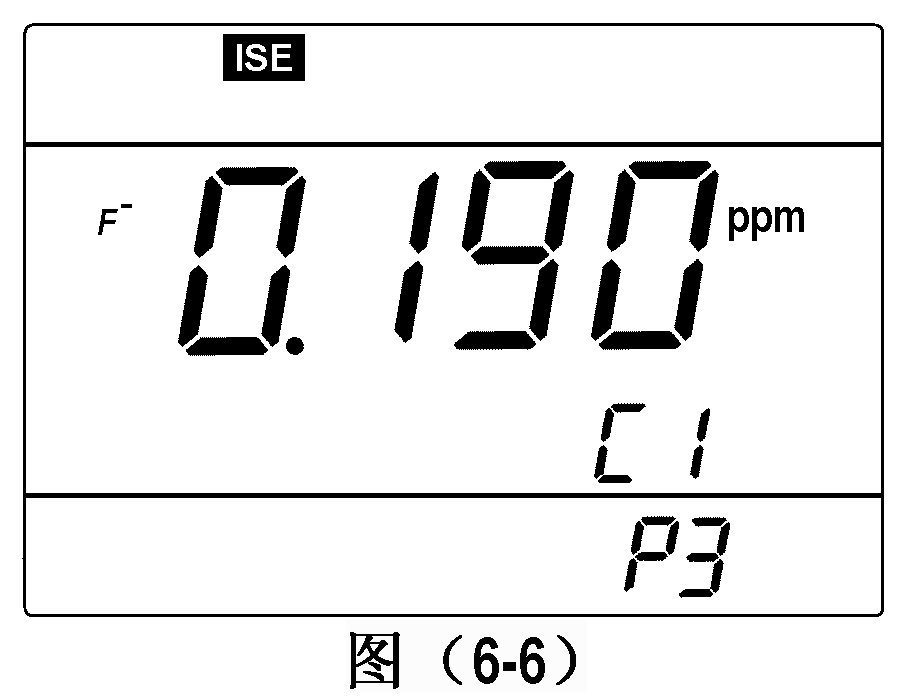 ISE
F⁻ 0.190 ppm
C1
P3
图（6-6）